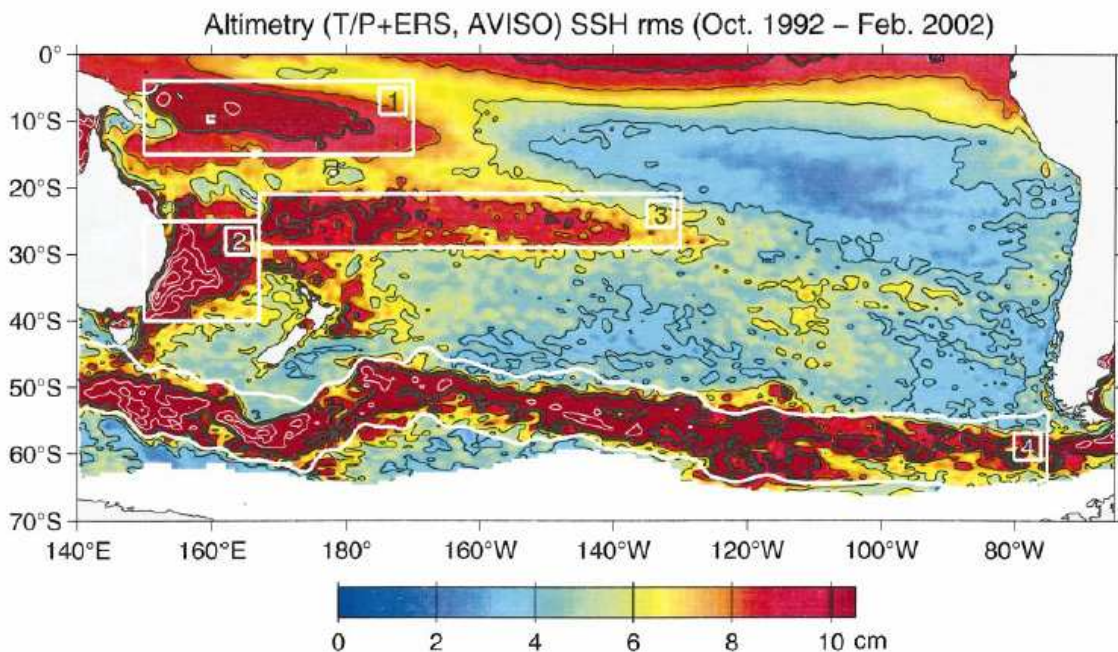 Altimetry (T/P+ERS, AVISO) SSH rms (Oct. 1992 – Feb. 2002)
0°
10°S
20°S
30°S
40°S
50°S
60°S
70°S
1
2
3
4
140°E 160°E 180° 160°W 140°W 120°W 100°W 80°W
0 2 4 6 8 10 cm